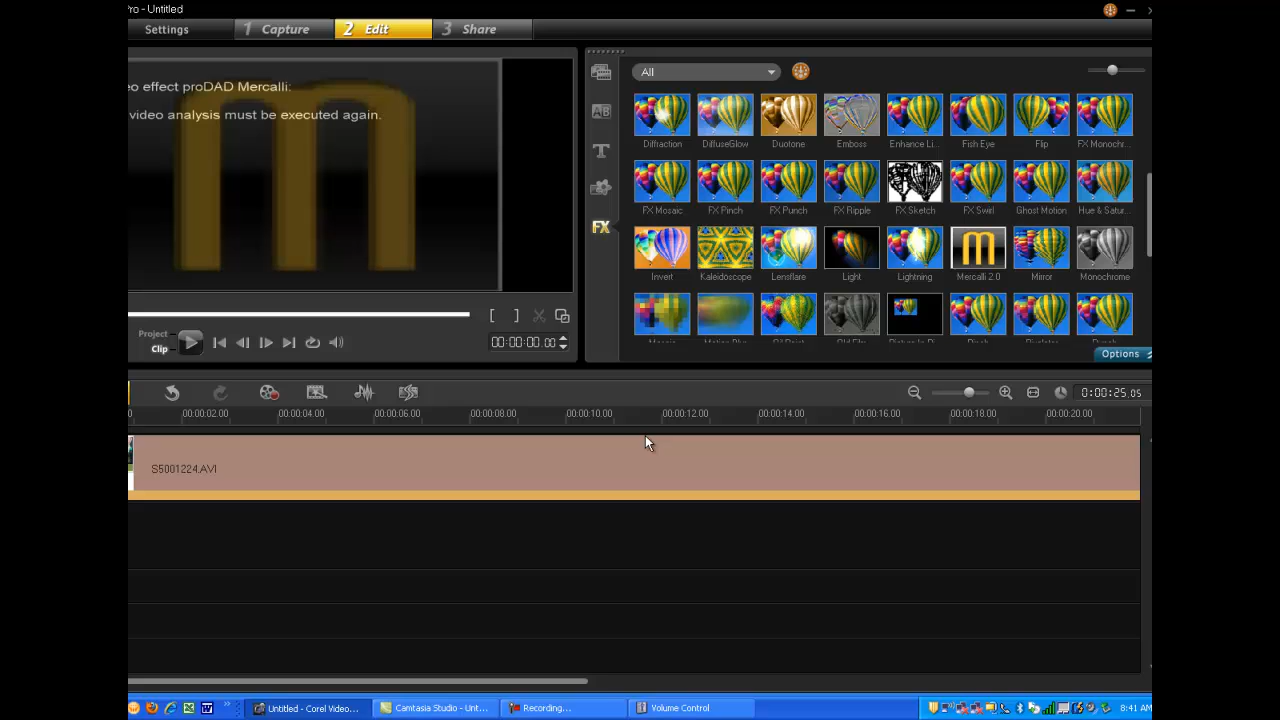 Pro - Untitled
Settings
1 Capture
2 Edit
3 Share
eo effect proDAD Mercalli:
video analysis must be executed again.
All
AB
T
FX
Diffraction
DiffuseGlow
Duotone
Emboss
Enhance Li...
Fish Eye
Flip
FX Monochr...
FX Mosaic
FX Pinch
FX Punch
FX Ripple
FX Sketch
FX Swirl
Ghost Motion
Hue & Satur...
Invert
Kaleidoscope
Lensflare
Light
Lightning
Mercalli 2.0
Mirror
Monochrome
Options
Project
Clip
[ ]
00:00:00.00
0:00:25.05
0
00:00:02.00
00:00:04.00
00:00:06.00
00:00:08.00
00:00:10.00
00:00:12.00
00:00:14.00
00:00:16.00
00:00:18.00
00:00:20.00
S5001224.AVI
Untitled - Corel Video...
Camtasia Studio - Unt...
Recording...
Volume Control
8:41 AM